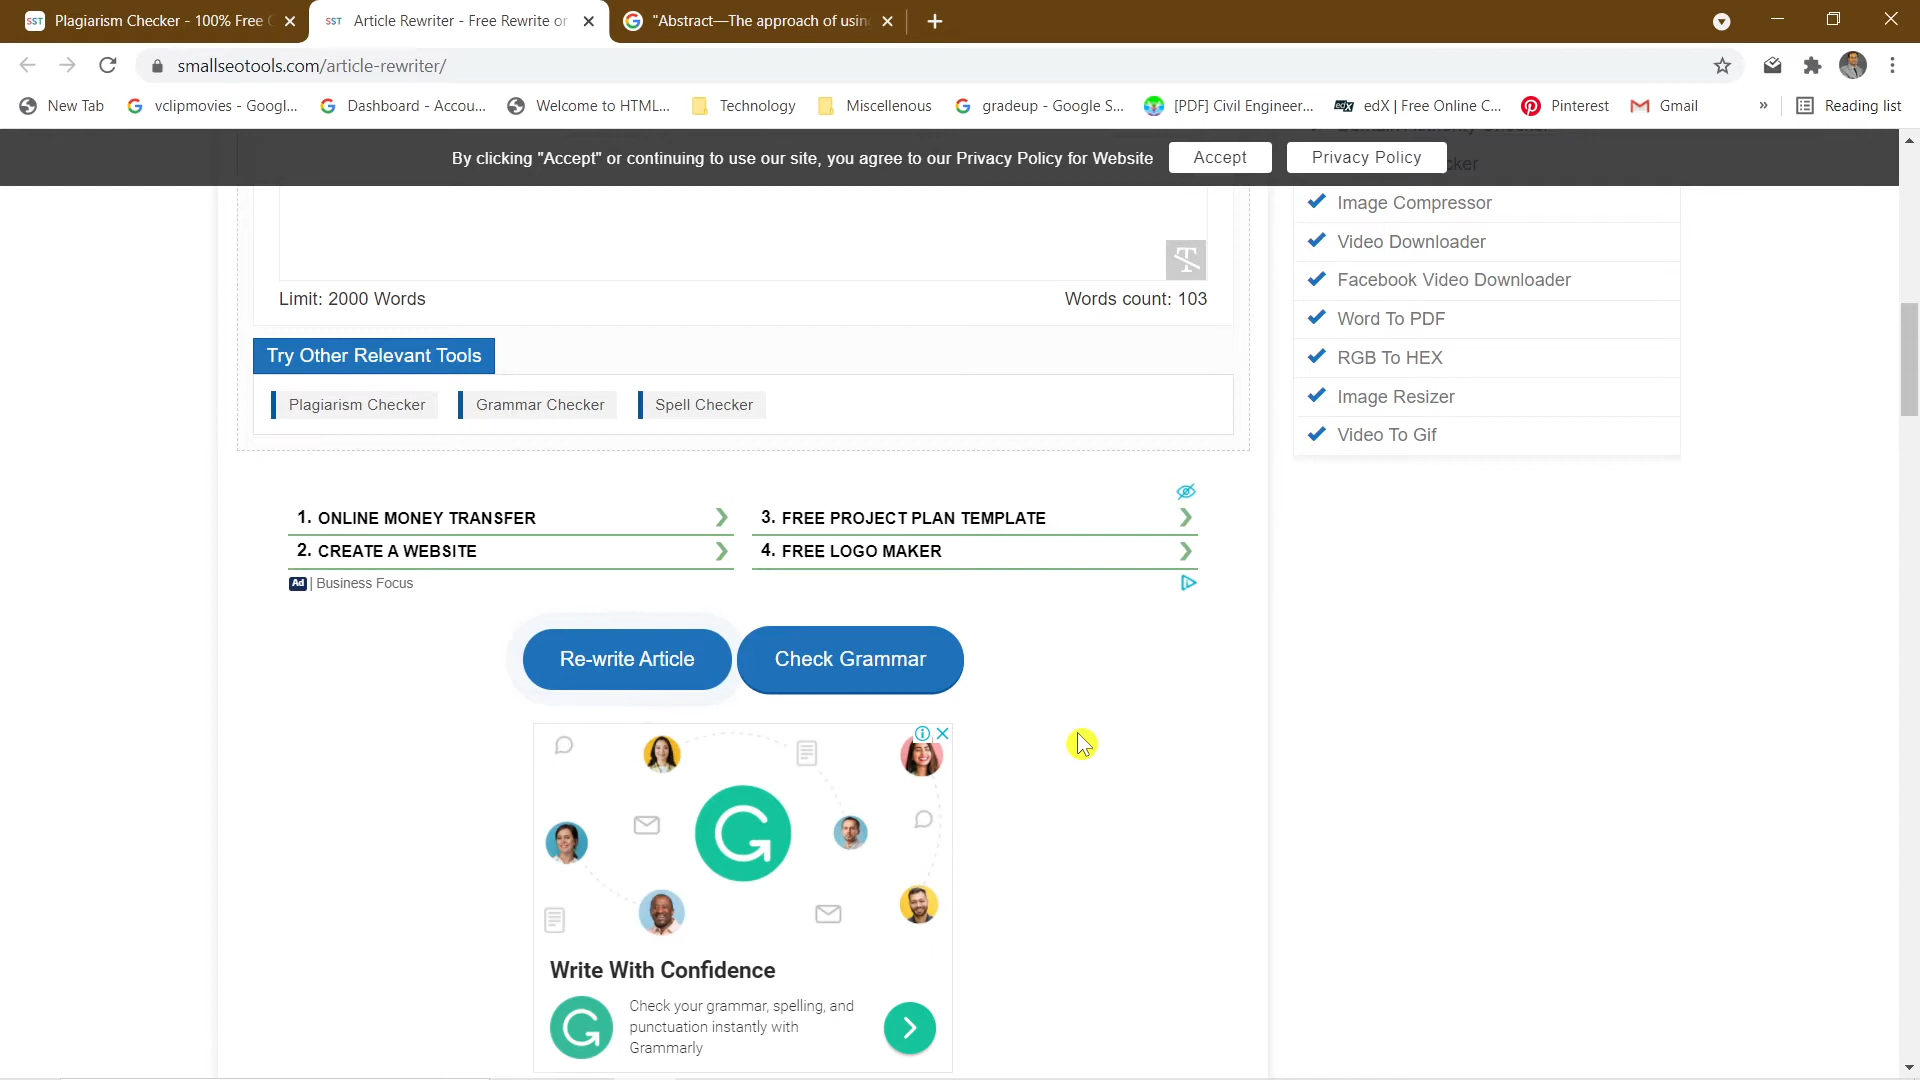 SST Plagiarism Checker - 100% Free
SST Article Rewriter - Free Rewrite or
"Abstract—The approach of usin
smallseotools.com/article-rewriter/
New Tab
vclipmovies - Googl...
Dashboard - Accou...
Welcome to HTML...
Technology
Miscellenous
gradeup - Google S...
[PDF] Civil Engineer...
edX edX | Free Online C...
Pinterest
Gmail
»
Reading list
By clicking "Accept" or continuing to use our site, you agree to our Privacy Policy for Website
Accept
Privacy Policy
Image Compressor
Video Downloader
Facebook Video Downloader
Word To PDF
RGB To HEX
Image Resizer
Video To Gif
Limit: 2000 Words
Words count: 103
Try Other Relevant Tools
Plagiarism Checker
Grammar Checker
Spell Checker
1. ONLINE MONEY TRANSFER
2. CREATE A WEBSITE
3. FREE PROJECT PLAN TEMPLATE
4. FREE LOGO MAKER
Ad | Business Focus
Re-write Article
Check Grammar
Write With Confidence
Check your grammar, spelling, and
punctuation instantly with
Grammarly